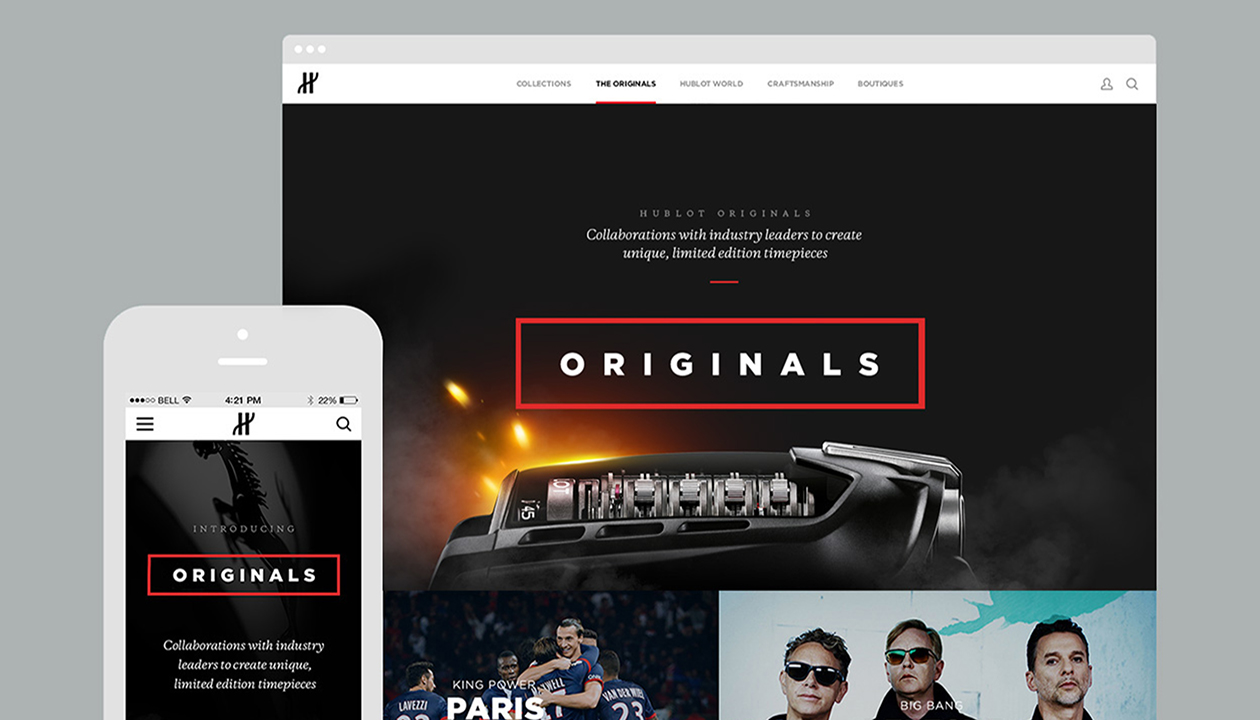 COLLECTIONS
THE ORIGINALS
HUBLOT WORLD
CRAFTSMANSHIP
BOUTIQUES
HUBLOT ORIGINALS
Collaborations with industry leaders to create
unique, limited edition timepieces
ORIGINALS
45
BELL
4:21 PM
22%
INTRODUCING
ORIGINALS
Collaborations with industry
leaders to create unique,
limited edition timepieces
LAVEZZI
KING POWER
PARIS
VAN DER WIEL
23
BIG BANG